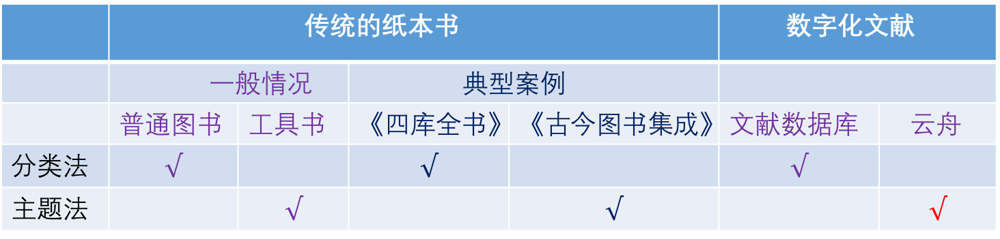 传统的纸本书 数字化文献
一般情况 典型案例
普通图书 工具书 《四库全书》 《古今图书集成》 文献数据库 云舟
分类法 √ √ √
主题法 √ √ √